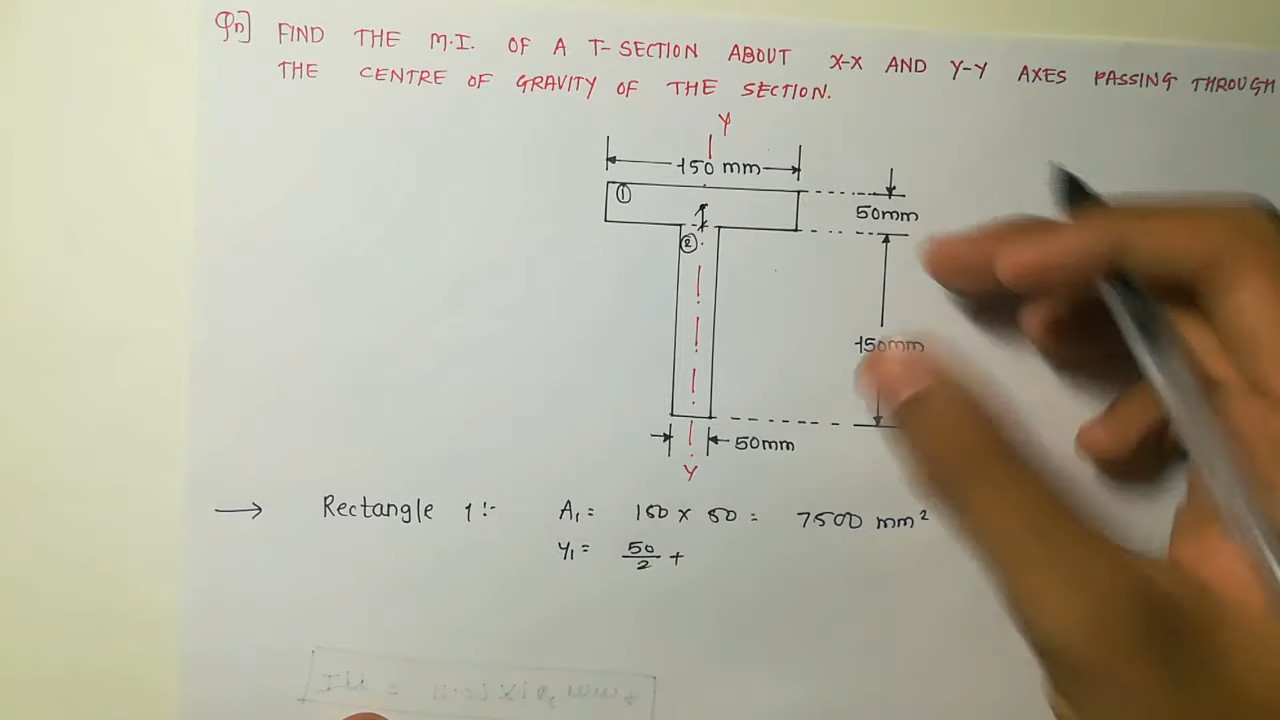 Qn] FIND THE M.I. OF A T-SECTION ABOUT X-X AND Y-Y AXES PASSING THROUGH
THE CENTRE OF GRAVITY OF THE SECTION.
Y
150 mm
①
50mm
②
150mm
50mm
Y
→ Rectangle 1:- A₁ = 150 × 50 = 7500 mm²
Y₁ = 50/2 +